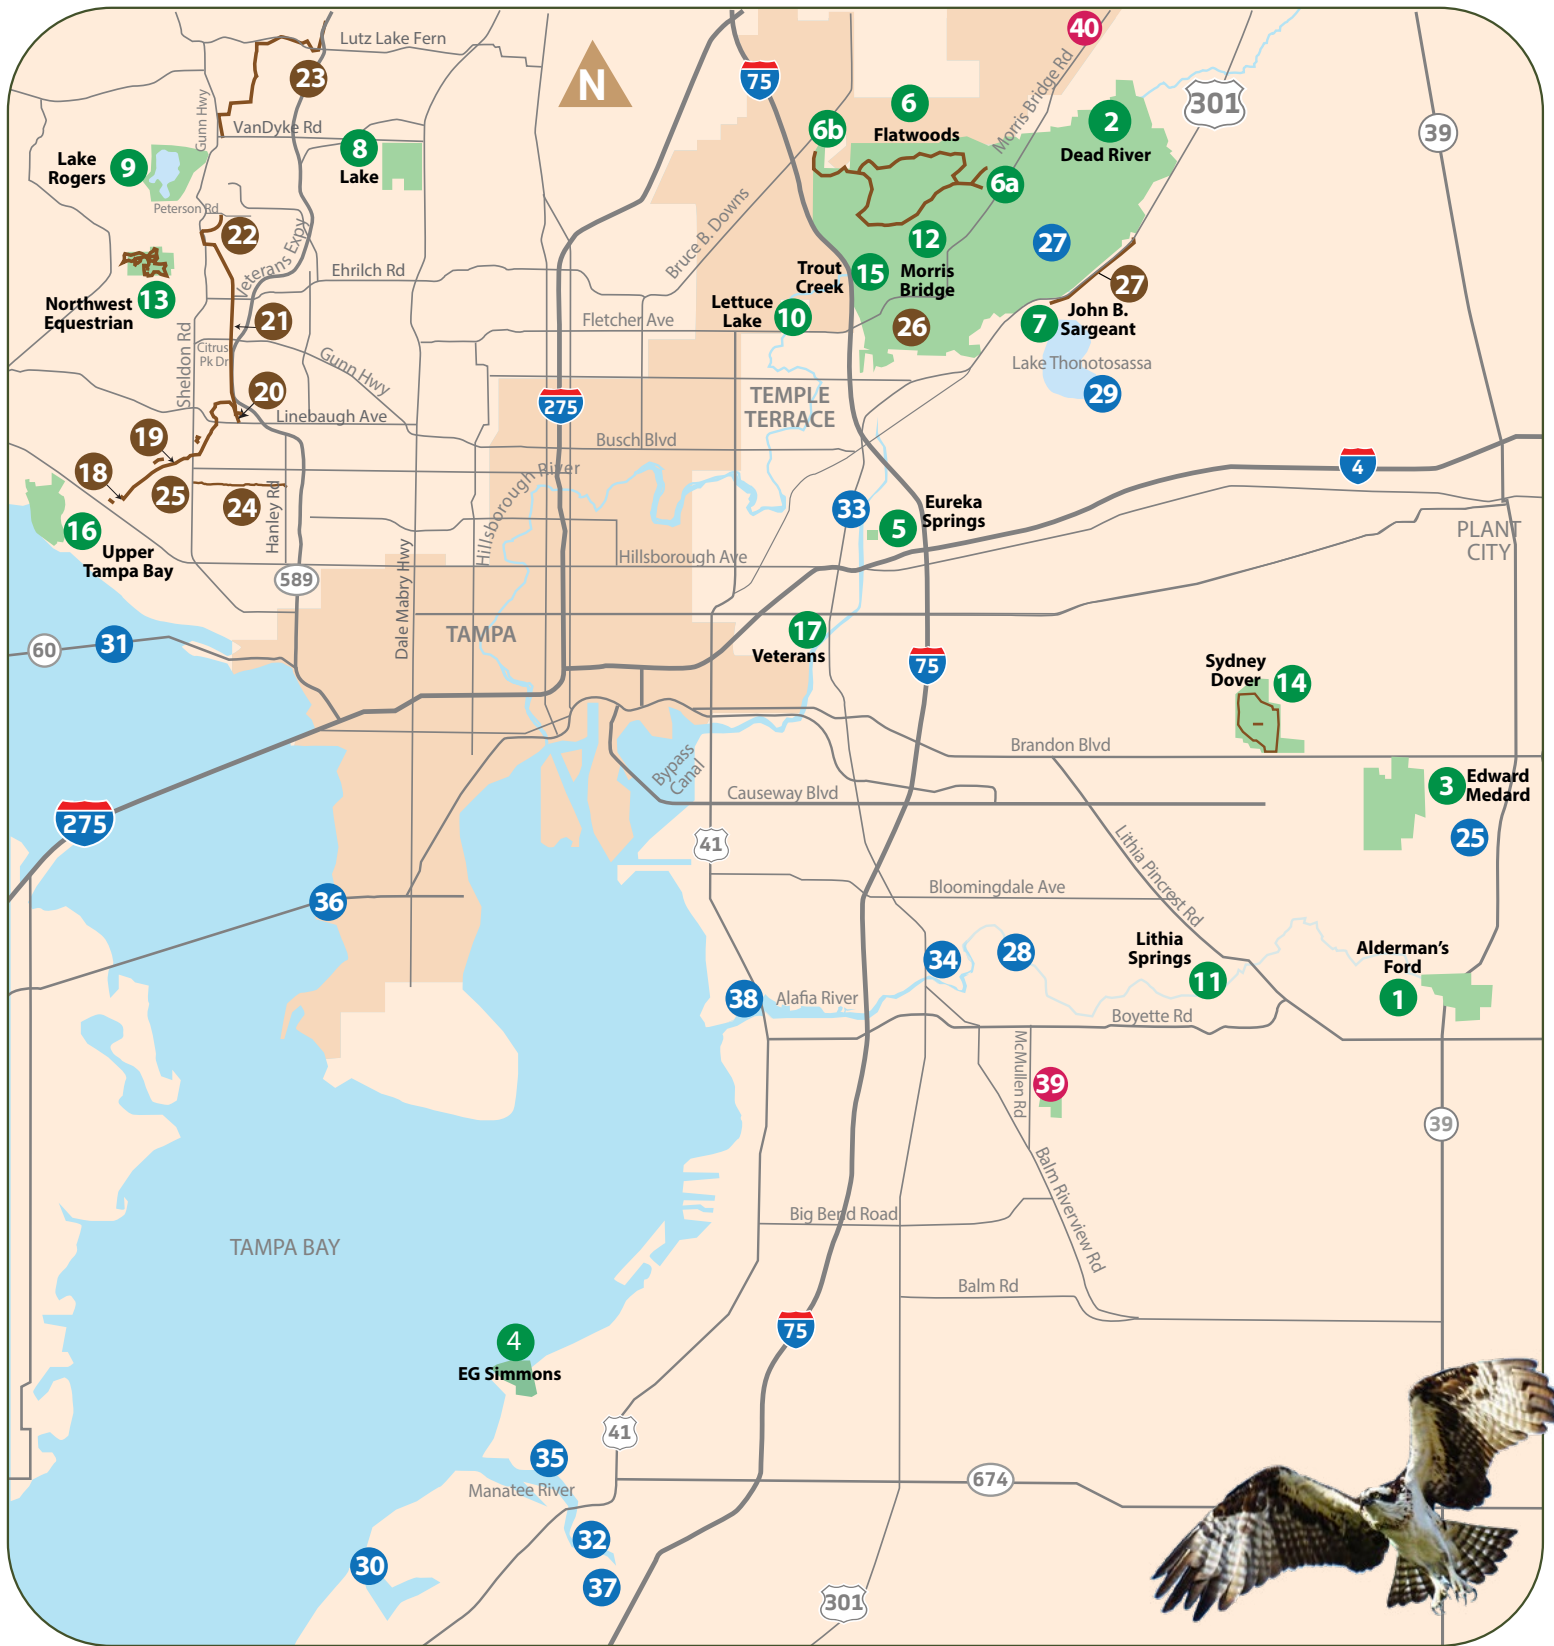 Lutz Lake Fern
40
23
N
75
Morris Bridge Rd
301
39
Gunn Hwy
VanDyke Rd
6
6b
Flatwoods
2
Dead River
Lake
Rogers
9
8
Lake
6a
Peterson Rd
22
Veterans Expy
Bruce B. Downs
12
Morris
Bridge
27
Northwest
Equestrian
13
Ehrilch Rd
Trout
Creek
15
27
21
Lettuce
Lake
10
Fletcher Ave
26
7
John B.
Sargeant
Sheldon Rd
Citrus
Pk Dr
Gunn Hwy
Lake Thonotosassa
29
20
Linebaugh Ave
275
TEMPLE
TERRACE
19
Busch Blvd
18
25
24
Hanley Rd
Hillsborough River
4
33
Eureka
Springs
5
16
Upper
Tampa Bay
589
Dale Mabry Hwy
Hillsborough Ave
PLANT
CITY
60
31
TAMPA
17
Veterans
75
Sydney
Dover
14
Brandon Blvd
Bypass
Canal
Causeway Blvd
3
Edward
Medard
275
41
25
Lithia Pincrest Rd
Bloomingdale Ave
36
34
28
Lithia
Springs
11
Alderman's
Ford
1
38
Alafia River
Boyette Rd
McMullen Rd
39
39
Balm Riverview Rd
Big Bend Road
TAMPA BAY
Balm Rd
75
4
EG Simmons
41
35
Manatee River
674
32
30
37
301